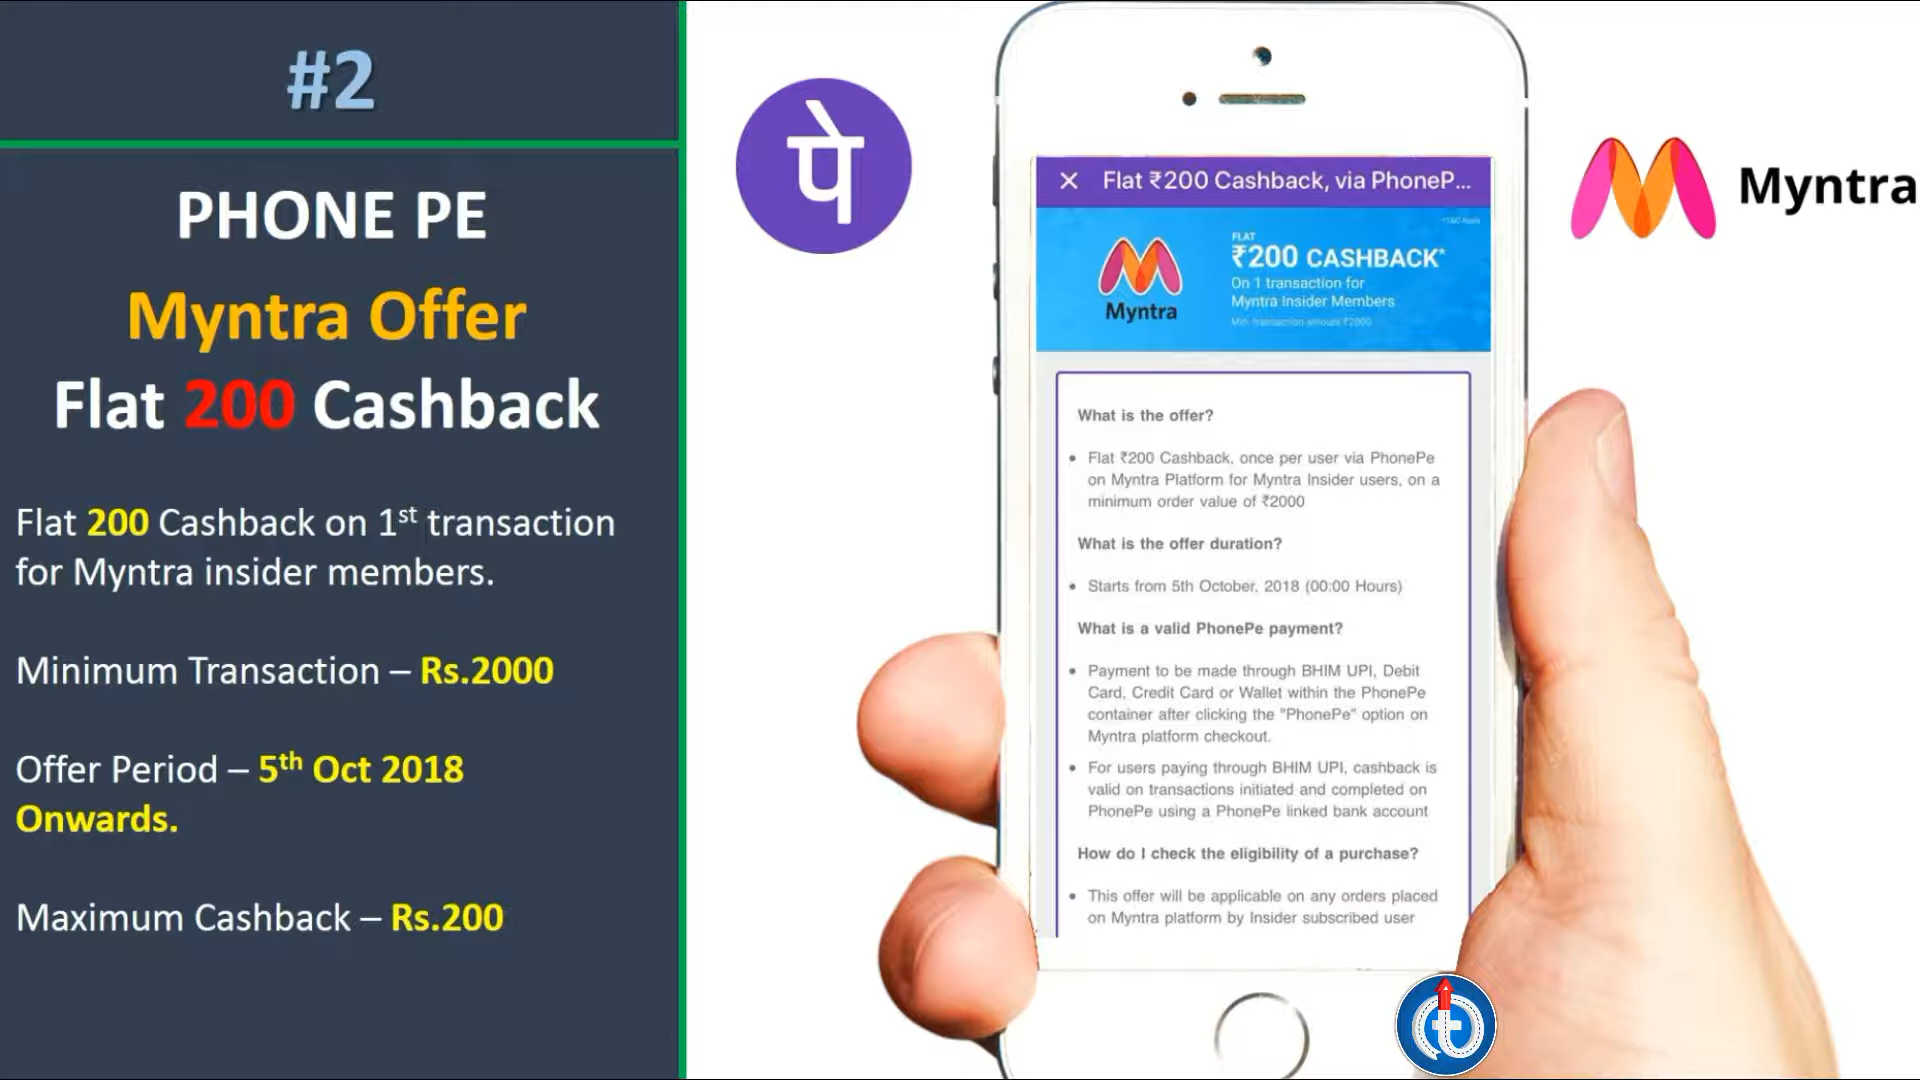 #2
PHONE PE
Myntra Offer
Flat 200 Cashback
Flat 200 Cashback on 1st transaction
for Myntra insider members.
Minimum Transaction – Rs.2000
Offer Period – 5th Oct 2018
Onwards.
Maximum Cashback – Rs.200
पे
Flat ₹200 Cashback, via PhoneP...
*T&C Apply
Myntra
FLAT
₹200 CASHBACK*
On 1 transaction for
Myntra Insider Members
Min. transaction amount ₹2000
What is the offer?
• Flat ₹200 Cashback, once per user via PhonePe
on Myntra Platform for Myntra Insider users, on a
minimum order value of ₹2000
What is the offer duration?
• Starts from 5th October, 2018 (00:00 Hours)
What is a valid PhonePe payment?
• Payment to be made through BHIM UPI, Debit
Card, Credit Card or Wallet within the PhonePe
container after clicking the "PhonePe" option on
Myntra platform checkout.
• For users paying through BHIM UPI, cashback is
valid on transactions initiated and completed on
PhonePe using a PhonePe linked bank account
How do I check the eligibility of a purchase?
• This offer will be applicable on any orders placed
on Myntra platform by Insider subscribed user
Myntra
t